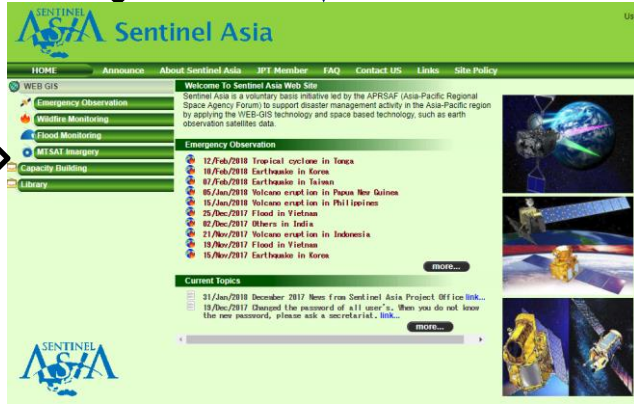 SENTINEL
ASIA
Sentinel Asia
Us
HOME Announce About Sentinel Asia JPT Member FAQ Contact US Links Site Policy
WEB GIS
Emergency Observation
Wildfire Monitoring
Flood Monitoring
MTSAT Imargery
Capacity Building
Library
Welcome To Sentinel Asia Web Site
Sentinel Asia is a voluntary basis initiative led by the APRSAF (Asia-Pacific Regional
Space Agency Forum) to support disaster management activity in the Asia-Pacific region
by applying the WEB-GIS technology and space based technology, such as earth
observation satellites data.
Emergency Observation
12/Feb/2018 Tropical cyclone in Tonga
10/Feb/2018 Earthquake in Korea
07/Feb/2018 Earthquake in Taiwan
05/Jan/2018 Volcano eruption in Papua New Guinea
15/Jan/2018 Volcano eruption in Philippines
25/Dec/2017 Flood in Vietnam
02/Dec/2017 Others in India
21/Nov/2017 Volcano eruption in Indonesia
19/Nov/2017 Flood in Vietnam
15/Nov/2017 Earthquake in Korea
more...
Current Topics
31/Jan/2018 December 2017 News from Sentinel Asia Project Office link...
19/Dec/2017 Changed the password of all user's. When you do not know
the new password, please ask a secretariat. link...
more...
SENTINEL
ASIA